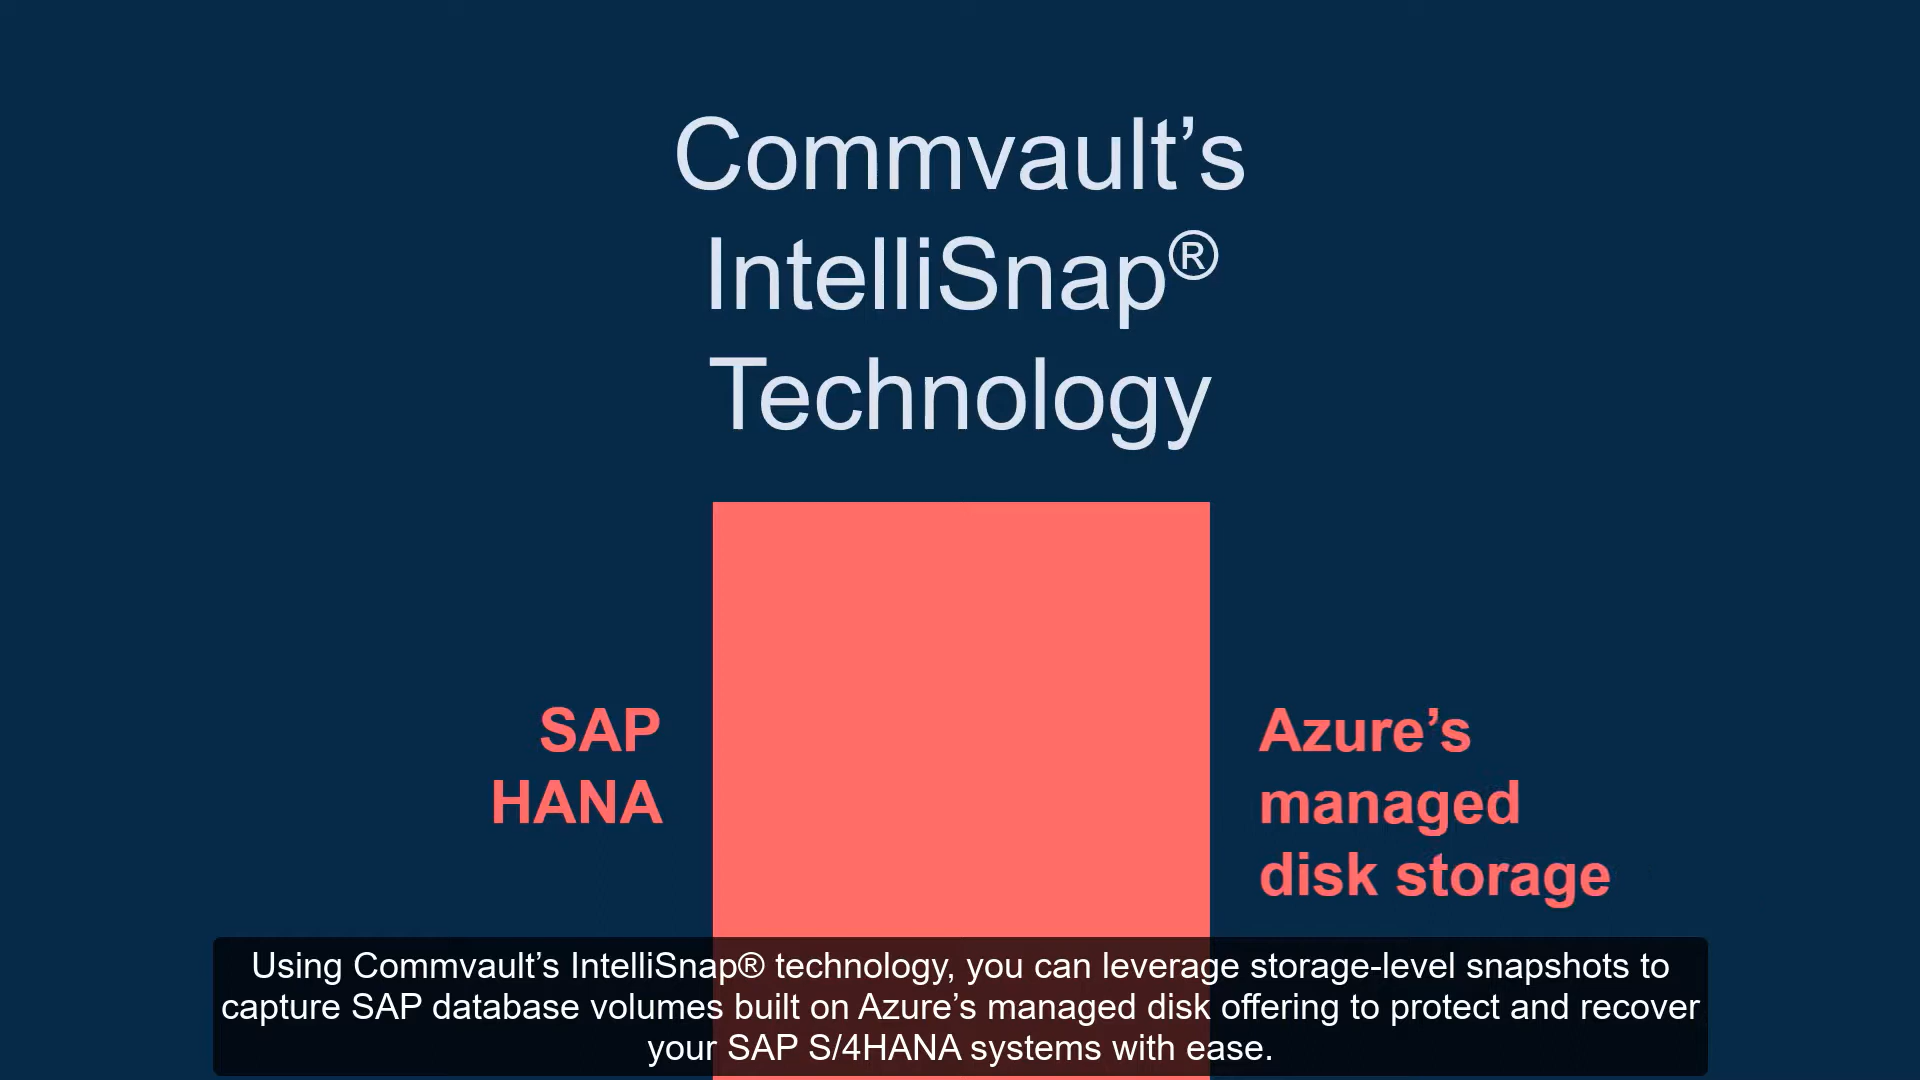 Commvault’s
IntelliSnap®
Technology
SAP
HANA
Azure’s
managed
disk storage
Using Commvault’s IntelliSnap® technology, you can leverage storage-level snapshots to
capture SAP database volumes built on Azure’s managed disk offering to protect and recover
your SAP S/4HANA systems with ease.